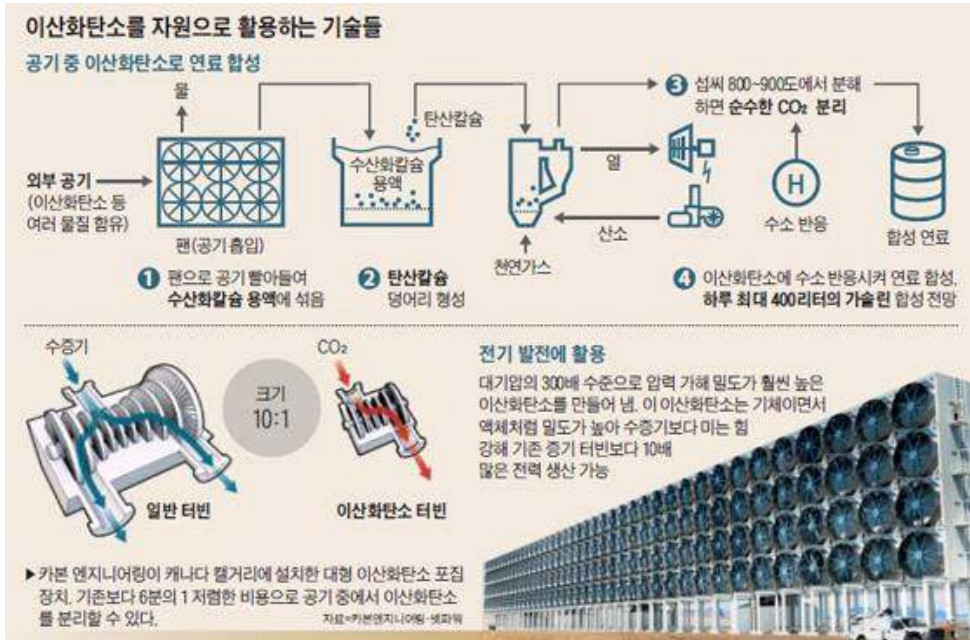 이산화탄소를 자원으로 활용하는 기술들
공기 중 이산화탄소로 연료 합성
물
외부 공기
(이산화탄소 등
여러 물질 함유)
팬(공기 흡입)
탄산칼슘
수산화칼슘
용액
열
산소
천연가스
3 섭씨 800~900도에서 분해
하면 순수한 CO₂ 분리
H
수소 반응
합성 연료
1 팬으로 공기 빨아들여
수산화칼슘 용액에 섞음
2 탄산칼슘
덩어리 형성
4 이산화탄소에 수소 반응시켜 연료 합성.
하루 최대 400리터의 가솔린 합성 전망
수증기
일반 터빈
크기
10:1
CO₂
이산화탄소 터빈
전기 발전에 활용
대기압의 300배 수준으로 압력 가해 밀도가 훨씬 높은
이산화탄소를 만들어 냄. 이 이산화탄소는 기체이면서
액체처럼 밀도가 높아 수증기보다 미는 힘
강해 기존 증기 터빈보다 10배
많은 전력 생산 가능
▶카본 엔지니어링이 캐나다 캘거리에 설치한 대형 이산화탄소 포집
장치. 기존보다 6분의 1 저렴한 비용으로 공기 중에서 이산화탄소
를 분리할 수 있다.
자료=카본엔지니어링·넷파워